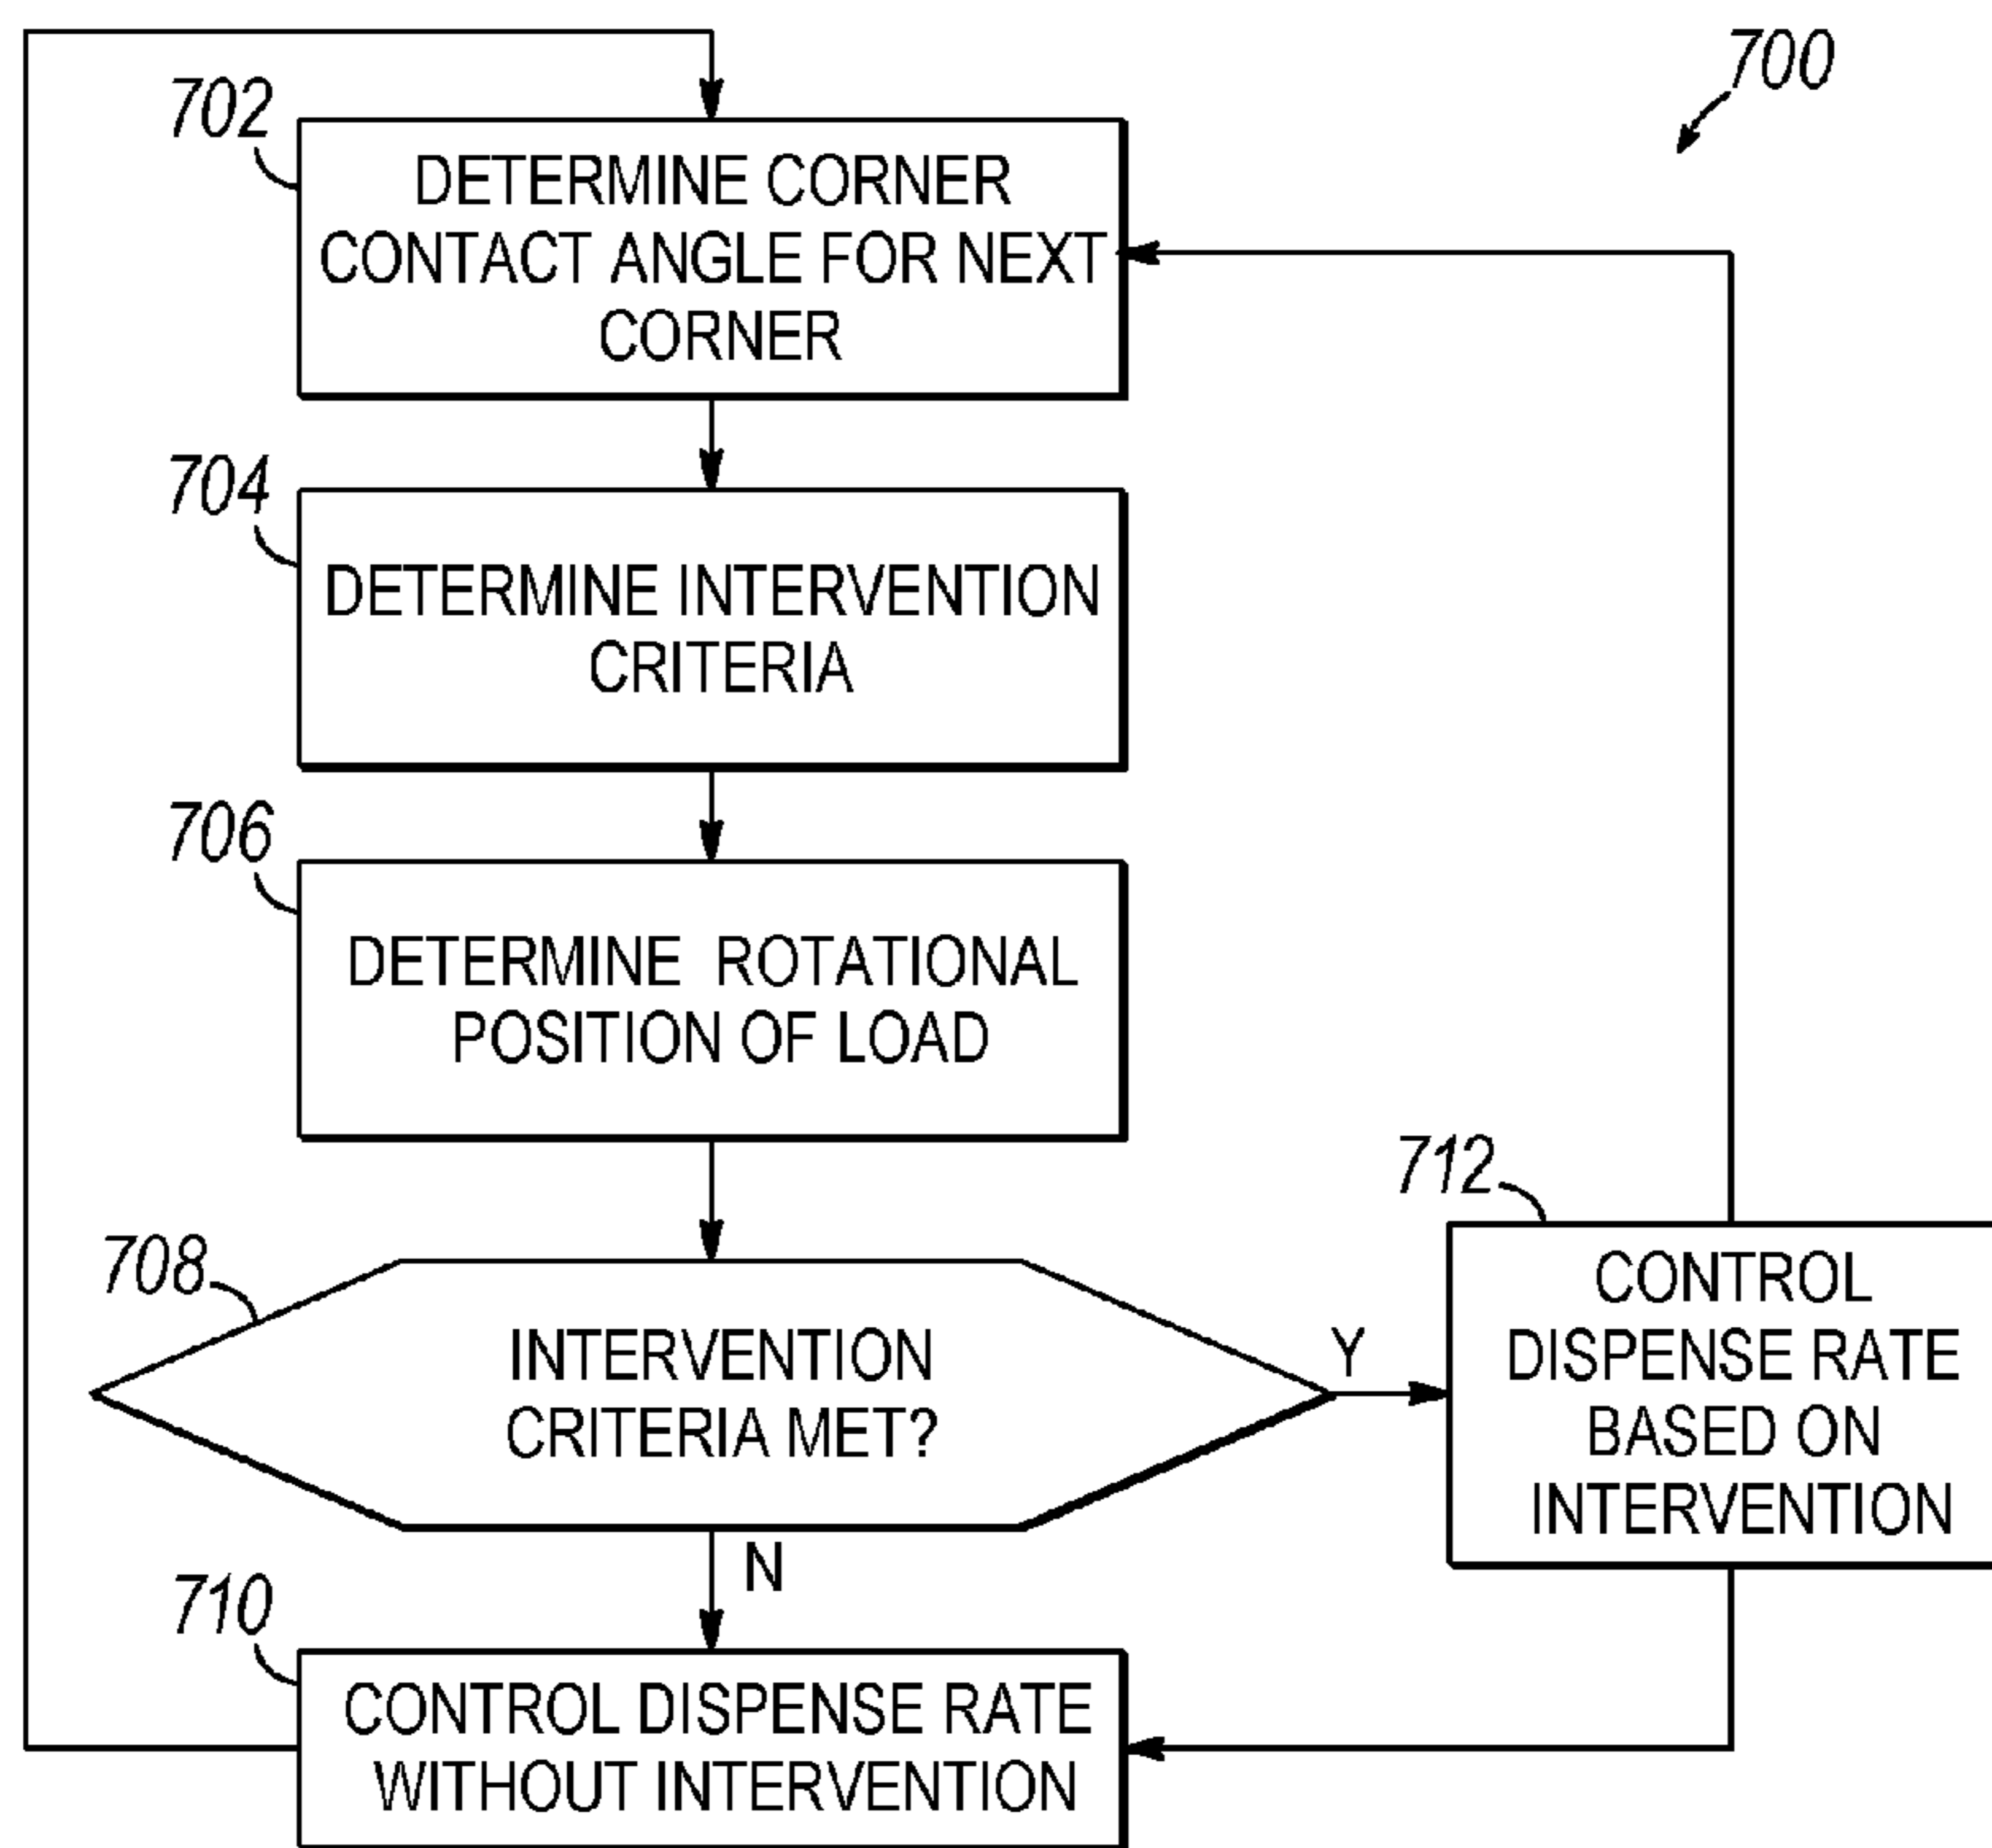 700
702
DETERMINE CORNER
CONTACT ANGLE FOR NEXT
CORNER
704
DETERMINE INTERVENTION
CRITERIA
706
DETERMINE ROTATIONAL
POSITION OF LOAD
708
INTERVENTION
CRITERIA MET?
Y
N
712
CONTROL
DISPENSE RATE
BASED ON
INTERVENTION
710
CONTROL DISPENSE RATE
WITHOUT INTERVENTION